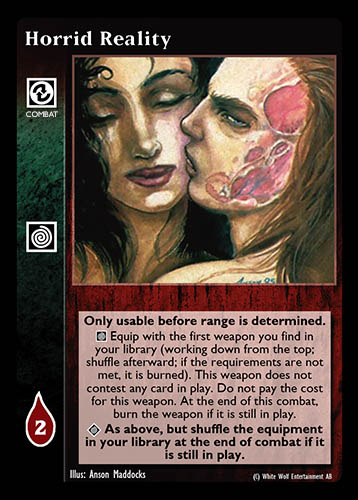 Horrid Reality
COMBAT
Only usable before range is determined.
Equip with the first weapon you find in
your library (working down from the top;
shuffle afterward; if the requirements are not
met, it is burned). This weapon does not
contest any card in play. Do not pay the cost
for this weapon. At the end of this combat,
burn the weapon if it is still in play.
As above, but shuffle the equipment
in your library at the end of combat if it
is still in play.
2
Illus: Anson Maddocks
(C) White Wolf Entertainment AB